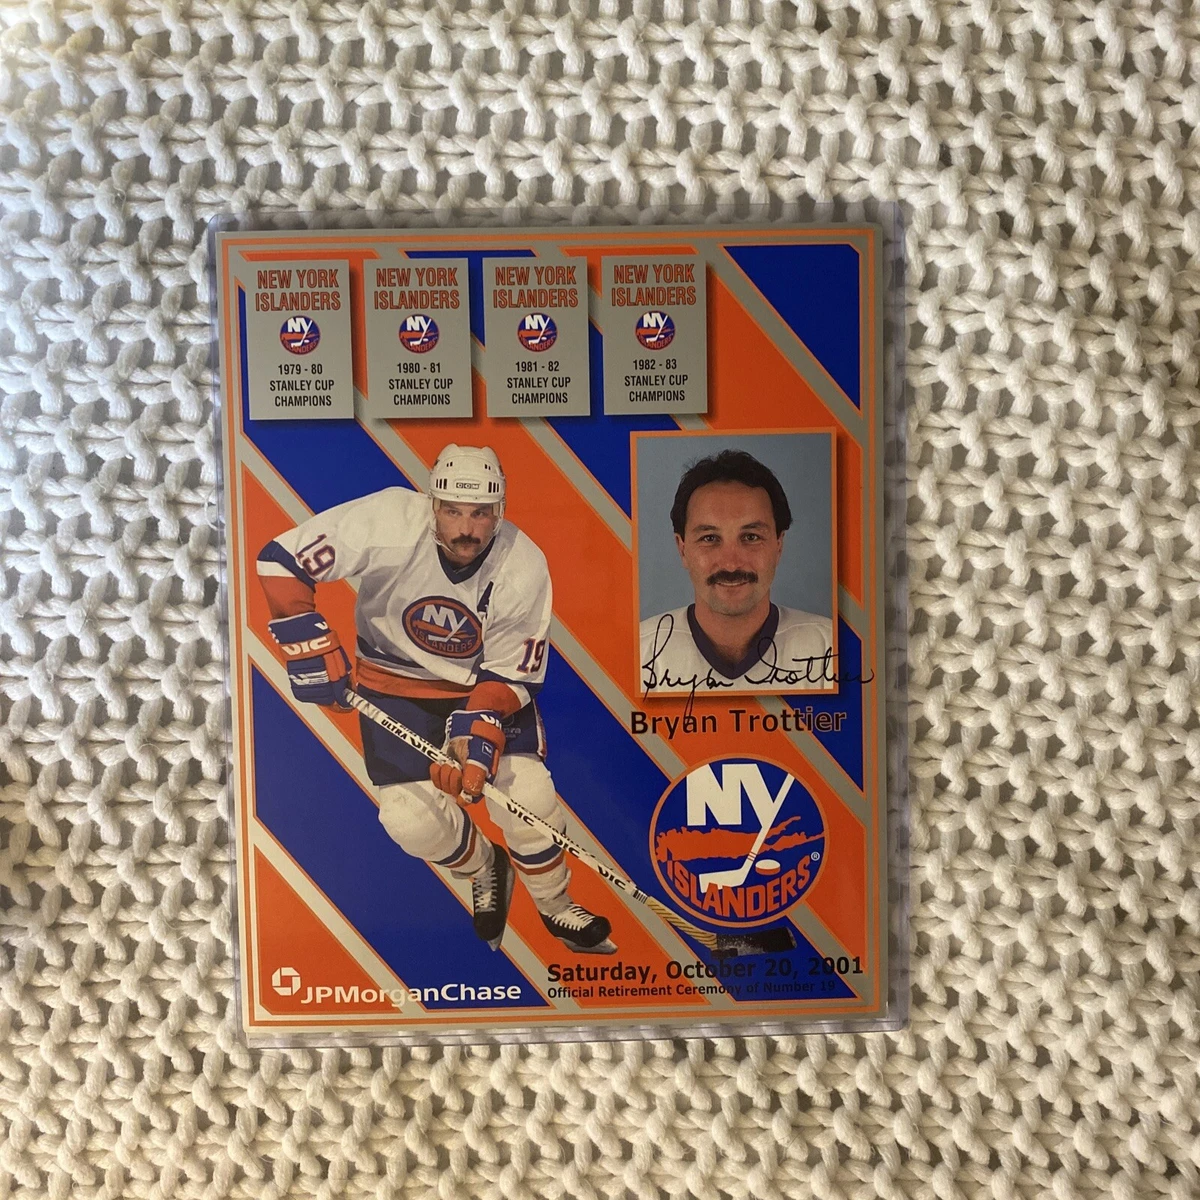 NEW YORK
ISLANDERS
NY
ISLANDERS
1979 - 80
STANLEY CUP
CHAMPIONS
NEW YORK
ISLANDERS
NY
ISLANDERS
1980 - 81
STANLEY CUP
CHAMPIONS
NEW YORK
ISLANDERS
NY
ISLANDERS
1981 - 82
STANLEY CUP
CHAMPIONS
NEW YORK
ISLANDERS
NY
ISLANDERS
1982 - 83
STANLEY CUP
CHAMPIONS
CCM
19
A
NY
ISLANDERS
19
VIC
VIC
ULTRA
VIC
VIC
VIC
Bryan Trottier
Bryan Trottier
NY
ISLANDERS®
Saturday, October 20, 2001
Official Retirement Ceremony of Number 19
JPMorganChase